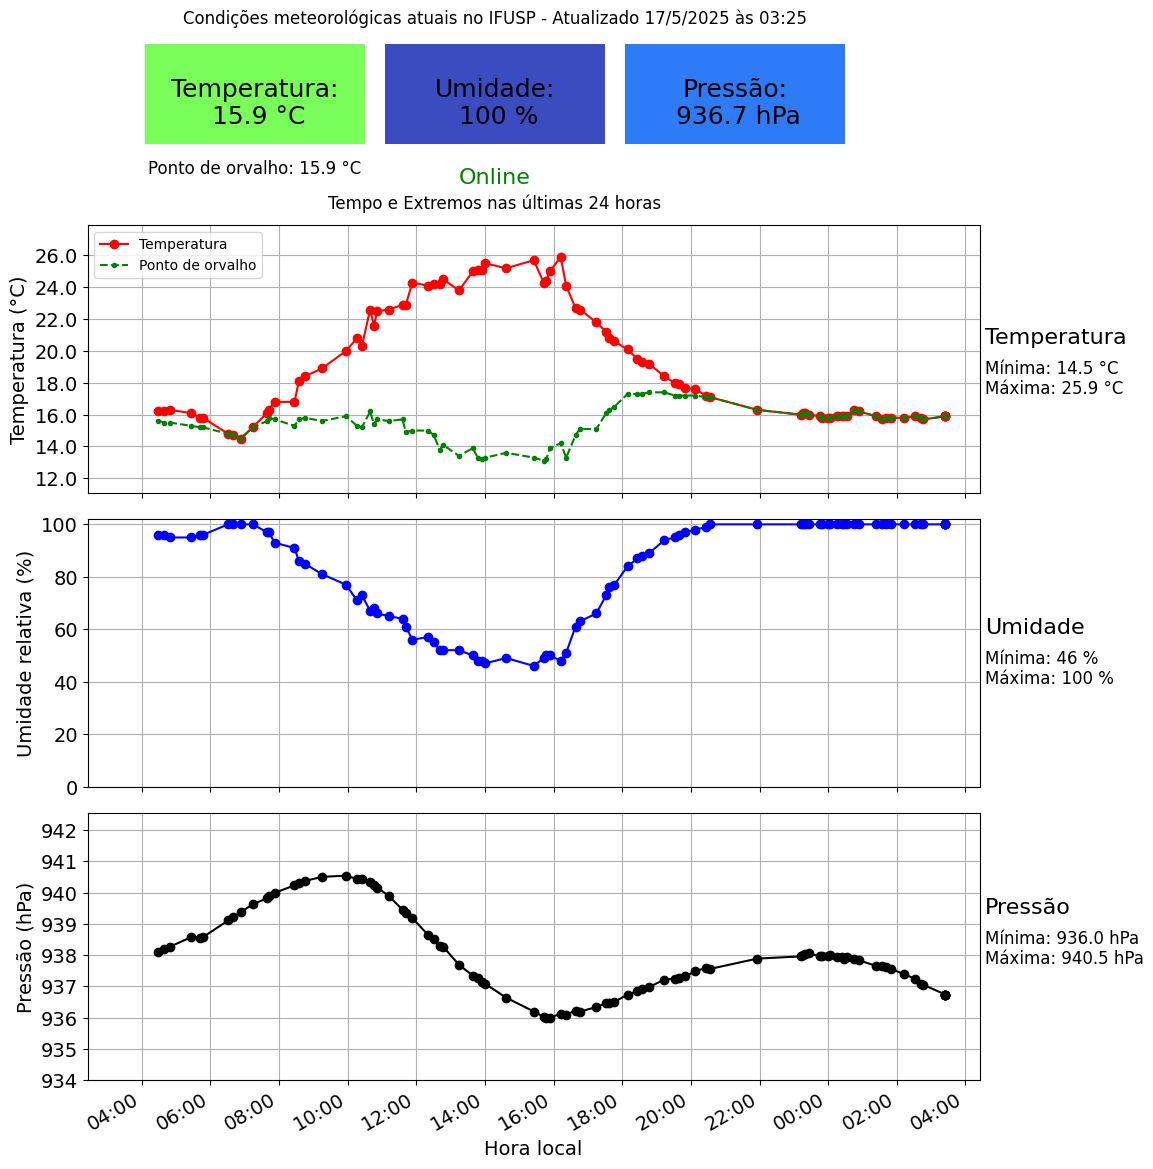 Condições meteorológicas atuais no IFUSP - Atualizado 17/5/2025 às 03:25
Temperatura:
15.9 °C
Umidade:
100 %
Pressão:
936.7 hPa
Ponto de orvalho: 15.9 °C
Online
Tempo e Extremos nas últimas 24 horas
Temperatura (°C)
26.0
24.0
22.0
20.0
18.0
16.0
14.0
12.0
Temperatura
Ponto de orvalho
Temperatura
Mínima: 14.5 °C
Máxima: 25.9 °C
Umidade relativa (%)
100
80
60
40
20
0
Umidade
Mínima: 46 %
Máxima: 100 %
Pressão (hPa)
942
941
940
939
938
937
936
935
934
Pressão
Mínima: 936.0 hPa
Máxima: 940.5 hPa
04:00
06:00
08:00
10:00
12:00
14:00
16:00
18:00
20:00
22:00
00:00
02:00
04:00
Hora local